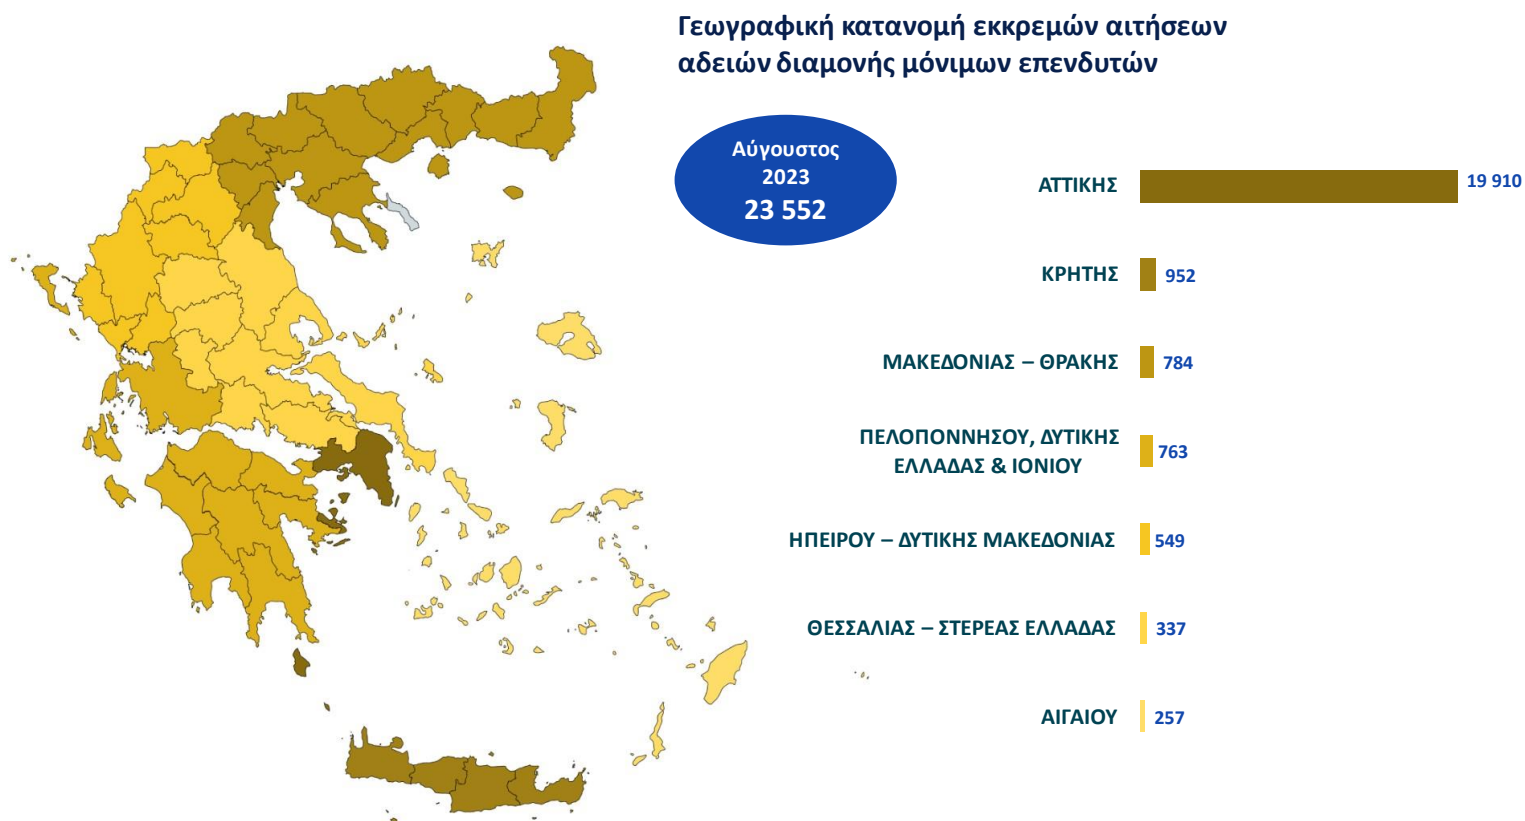 Γεωγραφική κατανομή εκκρεμών αιτήσεων
αδειών διαμονής μόνιμων επενδυτών
Αύγουστος
2023
23 552
ΑΤΤΙΚΗΣ 19 910
ΚΡΗΤΗΣ 952
ΜΑΚΕΔΟΝΙΑΣ – ΘΡΑΚΗΣ 784
ΠΕΛΟΠΟΝΝΗΣΟΥ, ΔΥΤΙΚΗΣ
ΕΛΛΑΔΑΣ & ΙΟΝΙΟΥ 763
ΗΠΕΙΡΟΥ – ΔΥΤΙΚΗΣ ΜΑΚΕΔΟΝΙΑΣ 549
ΘΕΣΣΑΛΙΑΣ – ΣΤΕΡΕΑΣ ΕΛΛΑΔΑΣ 337
ΑΙΓΑΙΟΥ 257